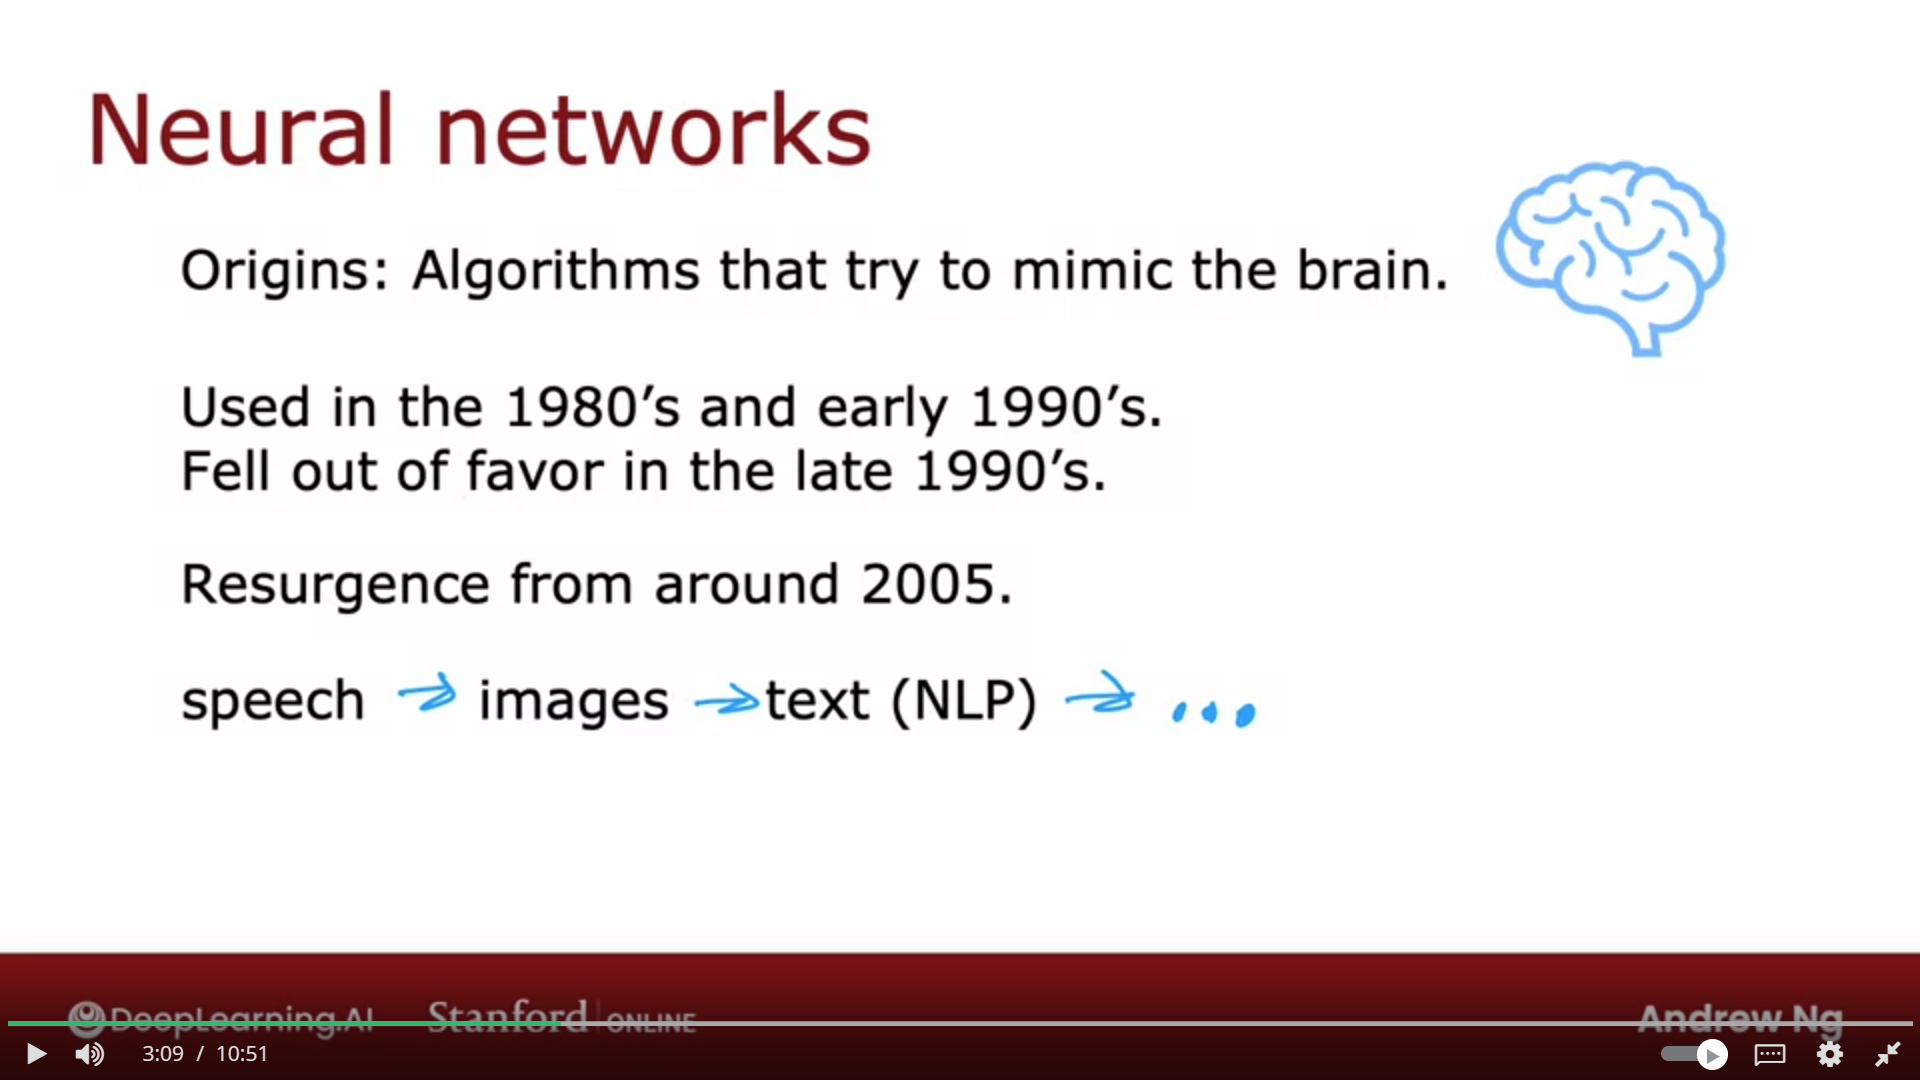 Neural networks
Origins: Algorithms that try to mimic the brain.
Used in the 1980’s and early 1990’s.
Fell out of favor in the late 1990’s.
Resurgence from around 2005.
speech → images → text (NLP) → ...
DeepLearning.AI Stanford ONLINE Andrew Ng
3:09 / 10:51